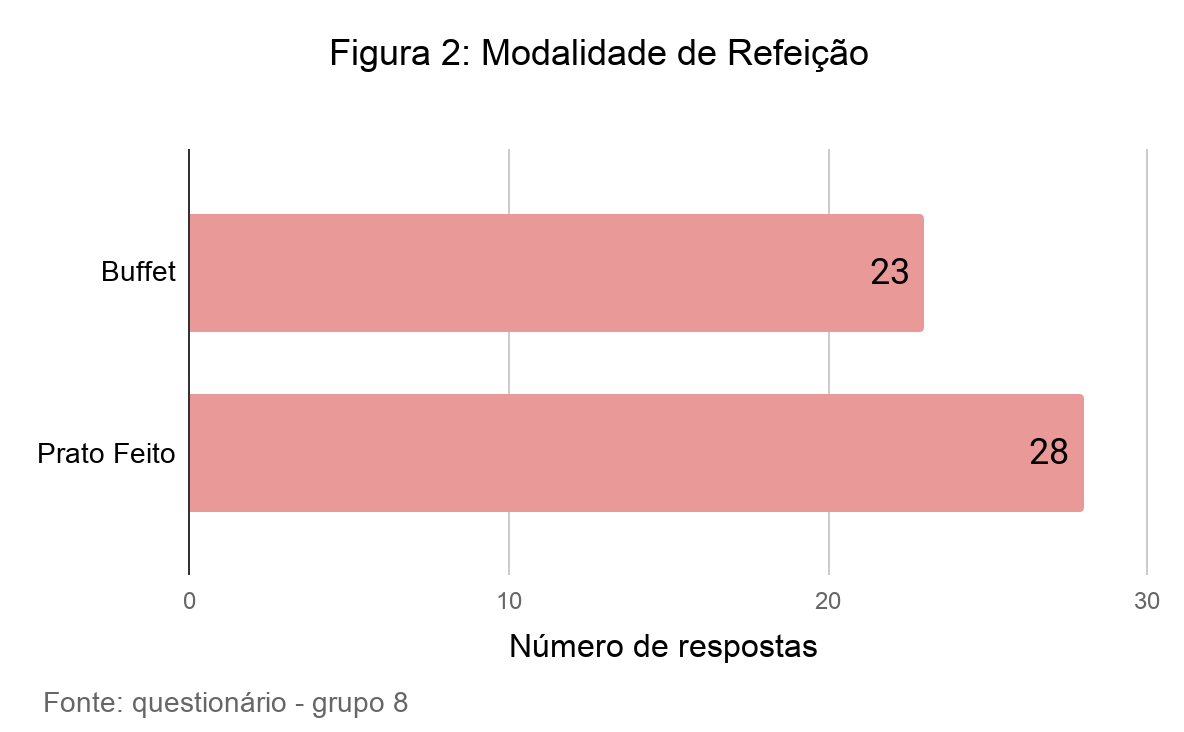 Figura 2: Modalidade de Refeição
Buffet
23
Prato Feito
28
0 10 20 30
Número de respostas
Fonte: questionário - grupo 8